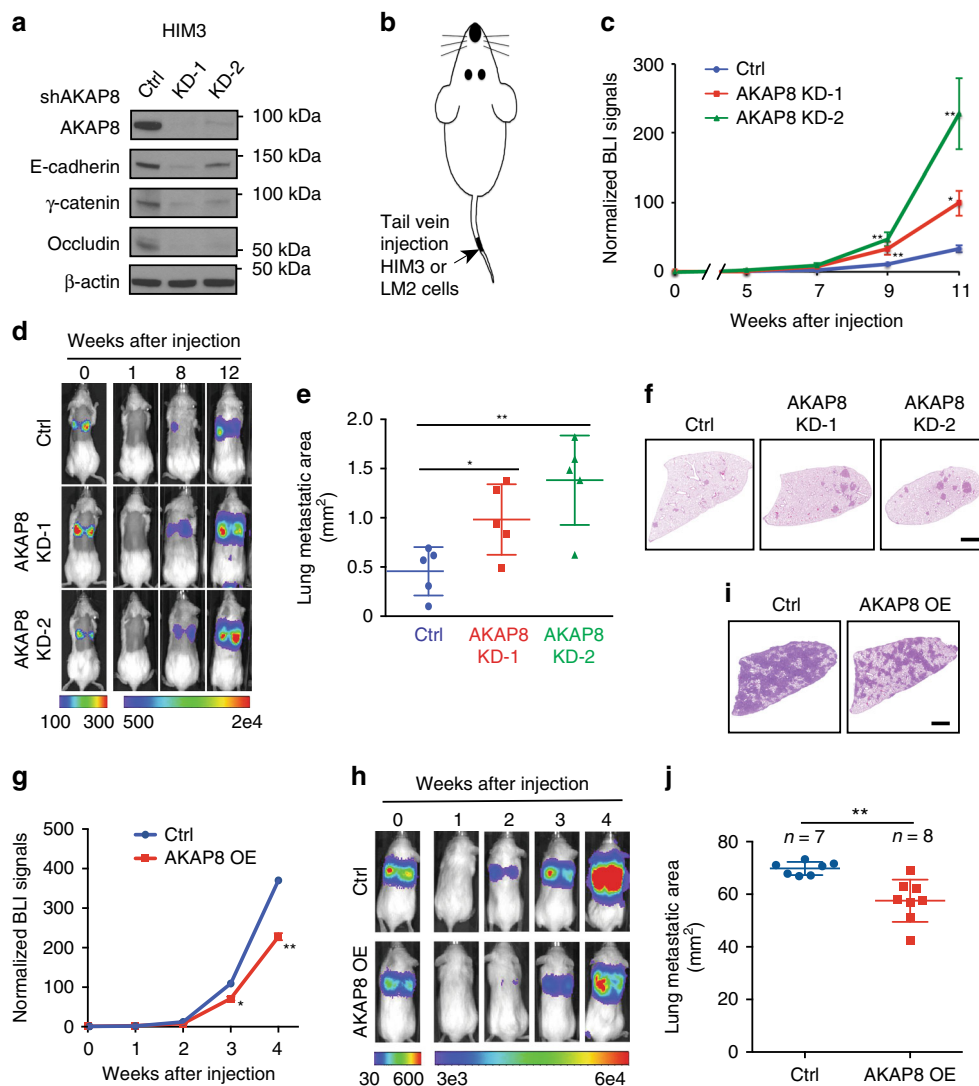 a
HIM3
Ctrl KD-1 KD-2
shAKAP8
AKAP8
100 kDa
E-cadherin
150 kDa
γ-catenin
100 kDa
Occludin
50 kDa
β-actin
50 kDa
b
Tail vein
injection
HIM3 or
LM2 cells
c
Normalized BLI signals
300
200
100
0
Ctrl
AKAP8 KD-1
AKAP8 KD-2
**
*
**
**
0 5 7 9 11
Weeks after injection
d
Weeks after injection
0 1 8 12
Ctrl
AKAP8
KD-1
AKAP8
KD-2
100 300 500 2e4
e
Lung metastatic area
(mm²)
2.0
1.5
1.0
0.5
0
**
*
Ctrl
AKAP8
KD-1
AKAP8
KD-2
f
Ctrl
AKAP8
KD-1
AKAP8
KD-2
i
Ctrl AKAP8 OE
g
Normalized BLI signals
500
400
300
200
100
0
Ctrl
AKAP8 OE
**
*
0 1 2 3 4
Weeks after injection
h
Weeks after injection
0 1 2 3 4
Ctrl
AKAP8 OE
30 600 3e3 6e4
j
Lung metastatic area
(mm²)
80
60
40
20
0
**
n = 7 n = 8
Ctrl AKAP8 OE